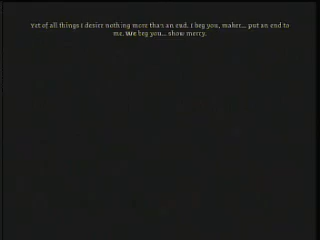 Yet of all things I desire nothing more than an end. I beg you, maker... put an end to
me. We beg you... show mercy.